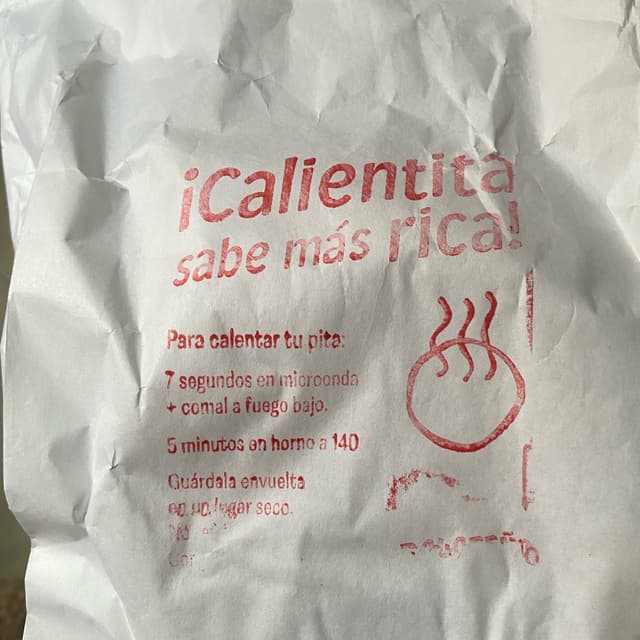 ¡Calientita
sabe más rica!
Para calentar tu pita:
7 segundos en microonda
+ comal a fuego bajo.
5 minutos en horno a 140
Guárdala envuelta
en un lugar seco.
No